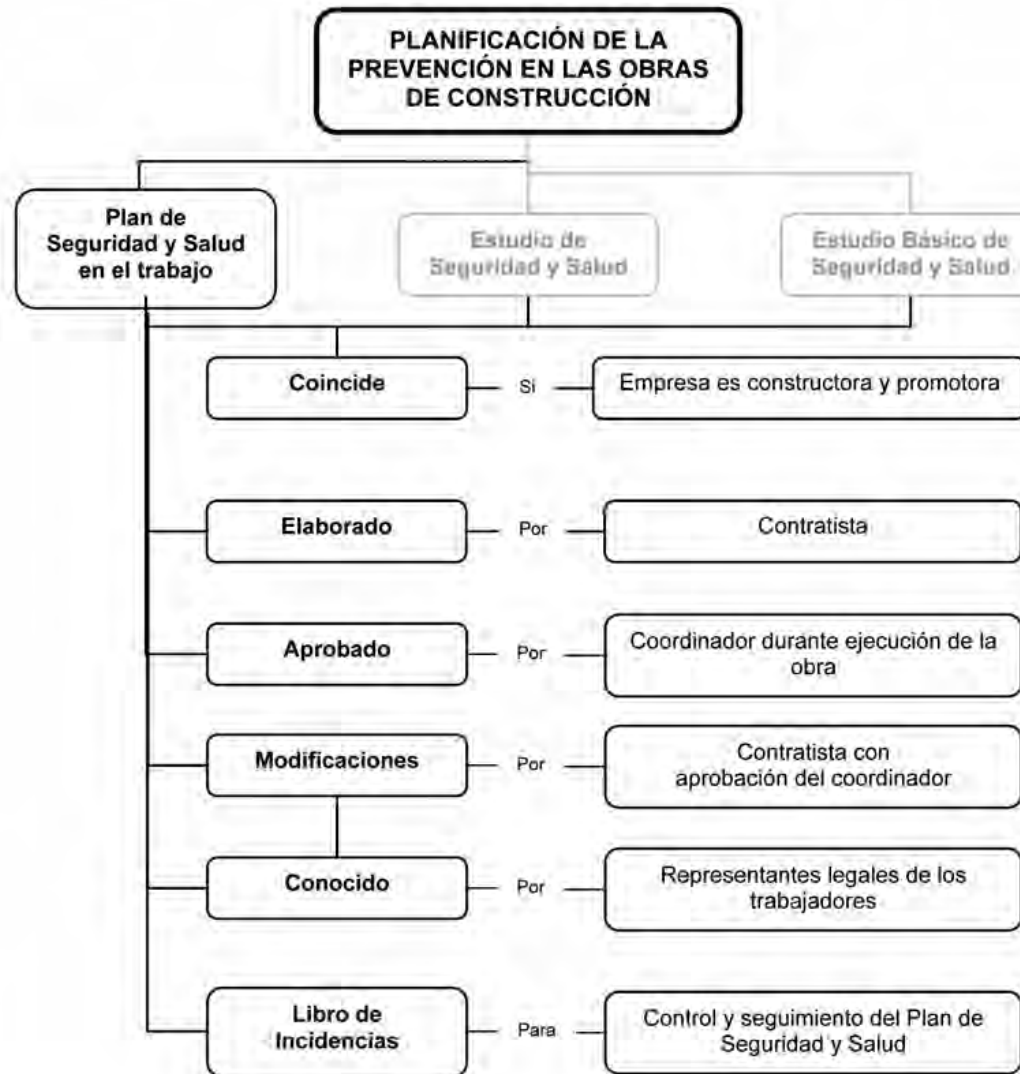 PLANIFICACIÓN DE LA
PREVENCIÓN EN LAS OBRAS
DE CONSTRUCCIÓN
Plan de
Seguridad y Salud
en el trabajo
Estudio de
Seguridad y Salud
Estudio Básico de
Seguridad y Salud
Coincide
Si
Empresa es constructora y promotora
Elaborado
Por
Contratista
Aprobado
Por
Coordinador durante ejecución de la
obra
Modificaciones
Por
Contratista con
aprobación del coordinador
Conocido
Por
Representantes legales de los
trabajadores
Libro de
Incidencias
Para
Control y seguimiento del Plan de
Seguridad y Salud